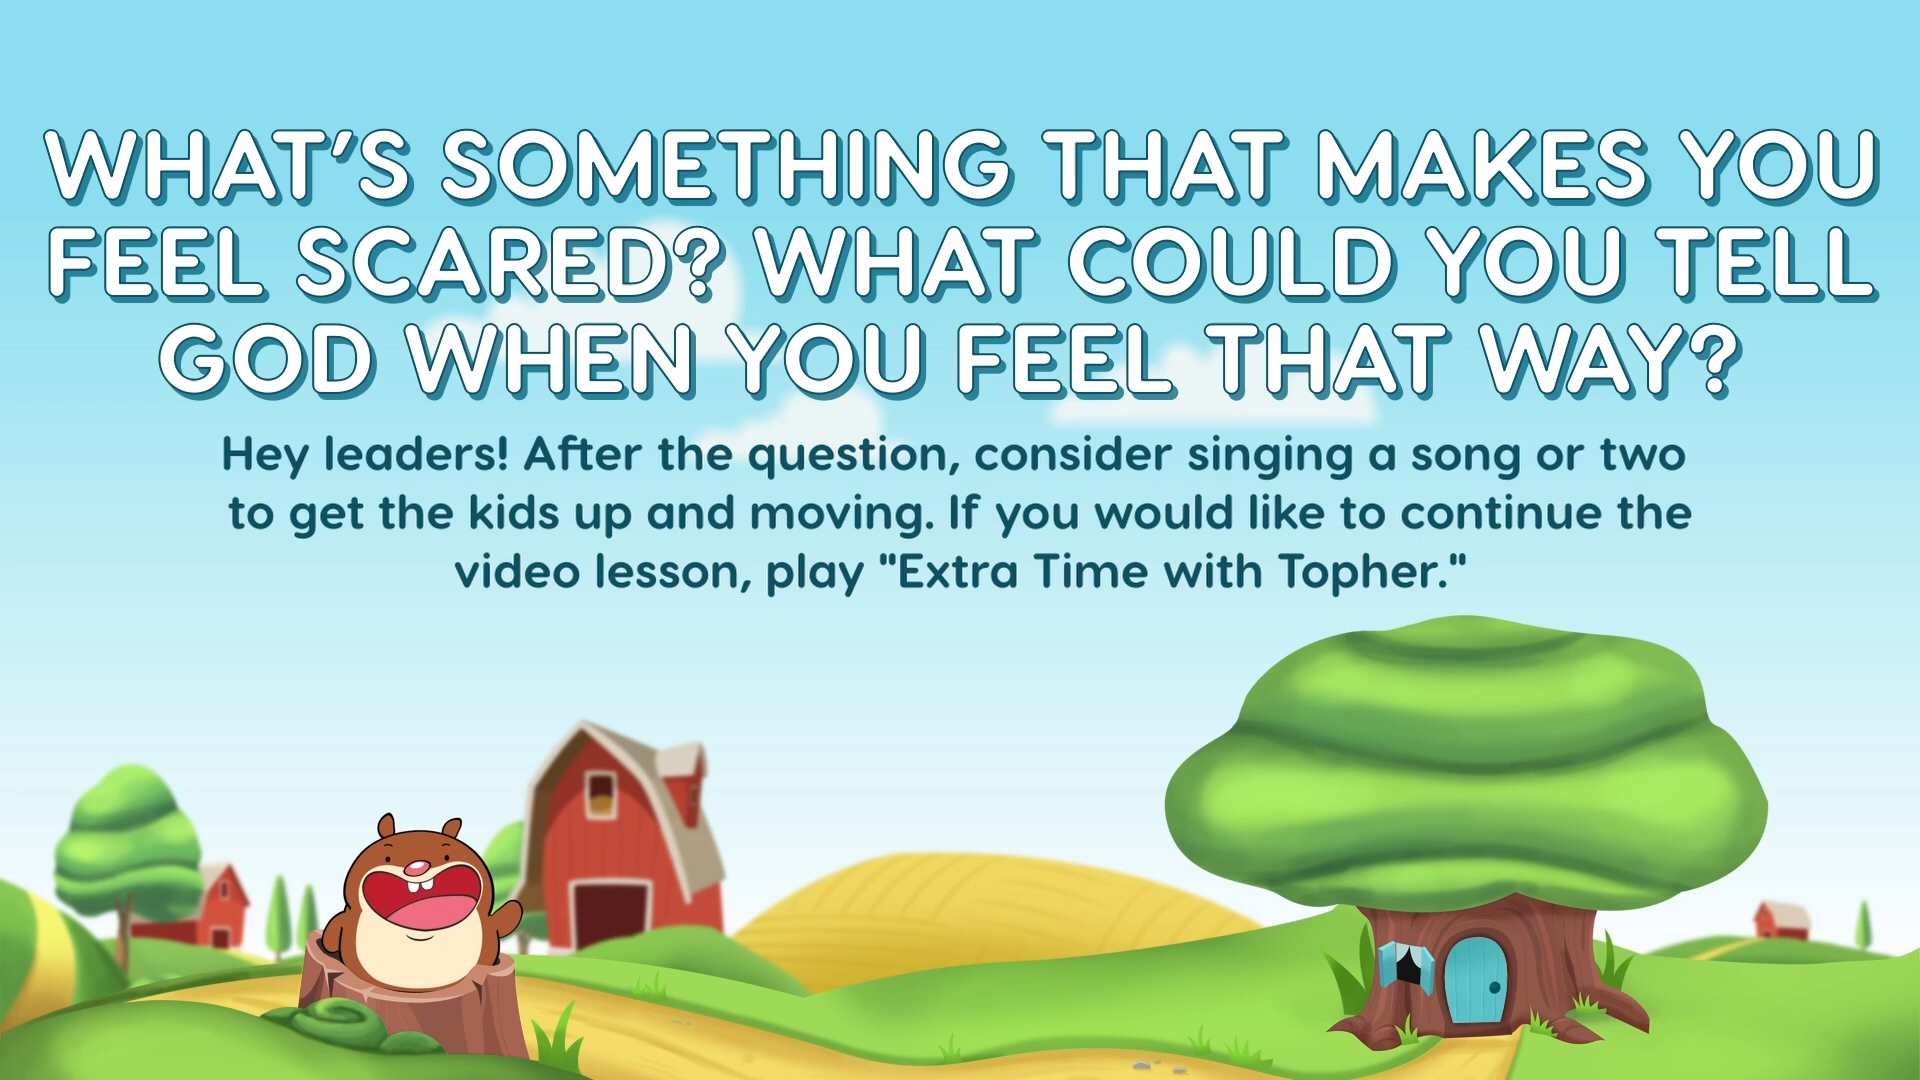 WHAT'S SOMETHING THAT MAKES YOU
FEEL SCARED? WHAT COULD YOU TELL
GOD WHEN YOU FEEL THAT WAY?
Hey leaders! After the question, consider singing a song or two
to get the kids up and moving. If you would like to continue the
video lesson, play "Extra Time with Topher."